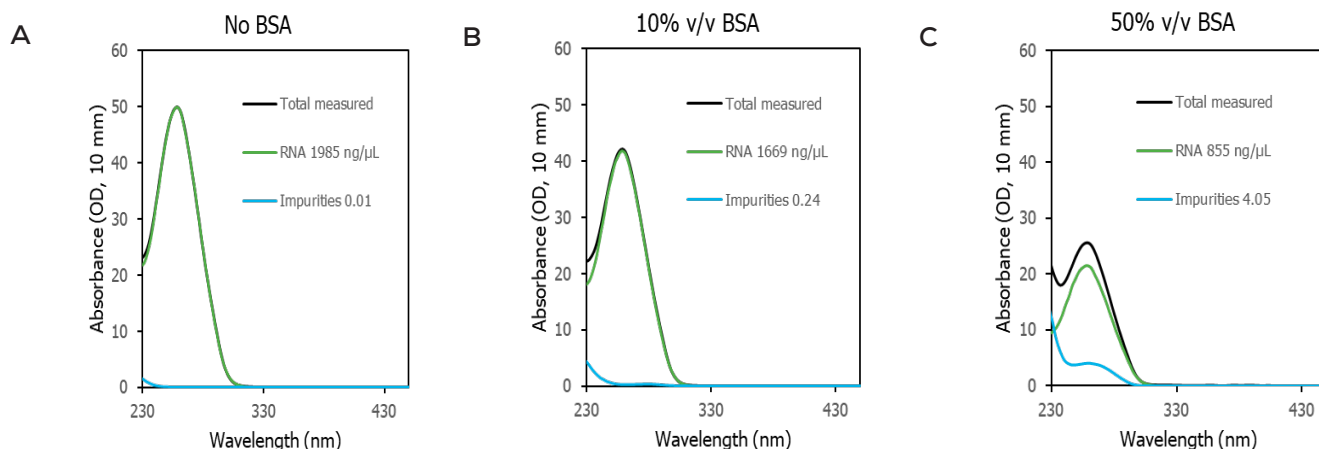 A
No BSA
60
50
40
30
20
10
0
230
330
430
Absorbance (OD, 10 mm)
Wavelength (nm)
Total measured
RNA 1985 ng/µL
Impurities 0.01
B
10% v/v BSA
60
50
40
30
20
10
0
230
330
430
Absorbance (OD, 10 mm)
Wavelength (nm)
Total measured
RNA 1669 ng/µL
Impurities 0.24
C
50% v/v BSA
60
50
40
30
20
10
0
230
330
430
Absorbance (OD, 10 mm)
Wavelength (nm)
Total measured
RNA 855 ng/µL
Impurities 4.05